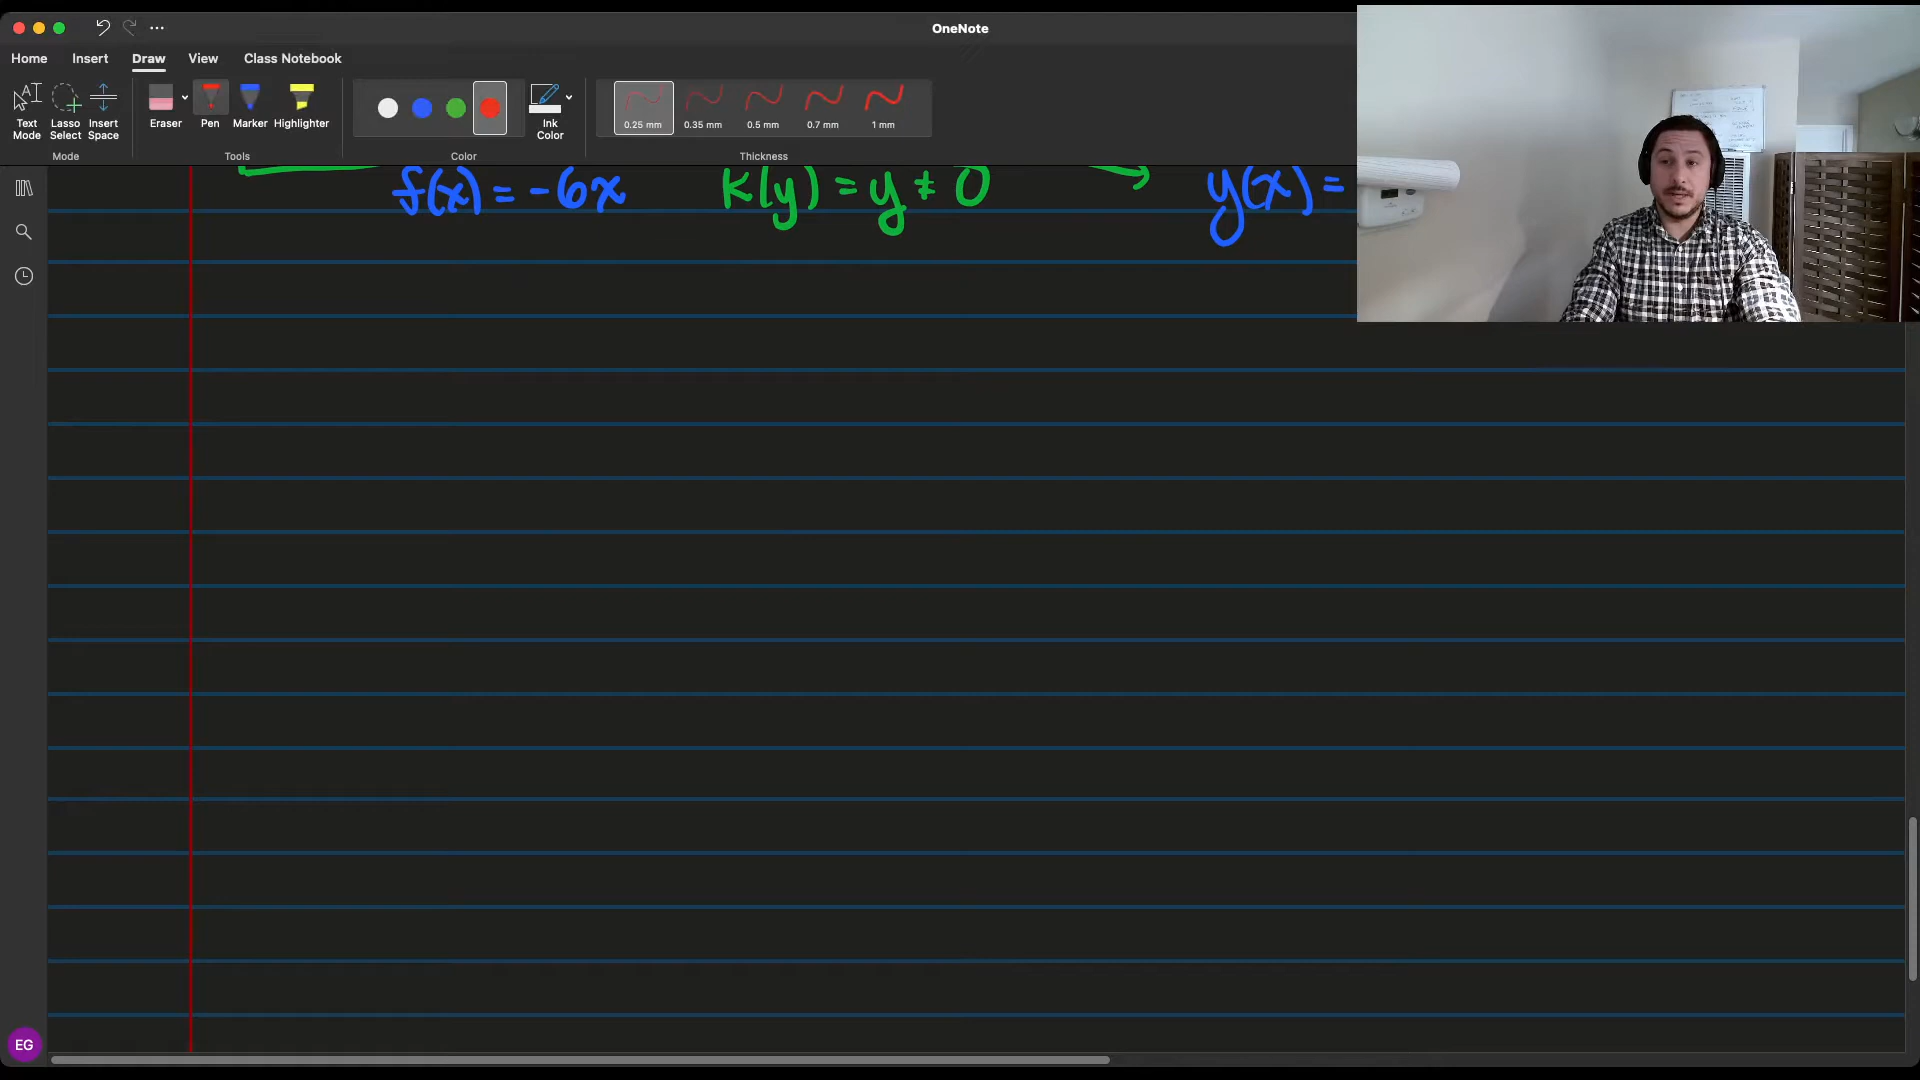 OneNote
Home Insert Draw View Class Notebook
Text Mode
Lasso Select
Insert Space
Eraser
Pen
Marker
Highlighter
Ink Color
0.25 mm
0.35 mm
0.5 mm
0.7 mm
1 mm
Mode
Tools
Color
Thickness
f(x) = -6x k(y) = y ≠ 0 y(x) =
EG